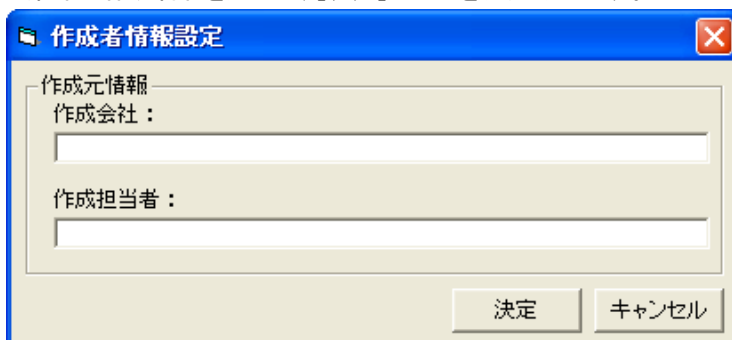 作成者情報設定
作成元情報
作成会社：
作成担当者：
決定 キャンセル